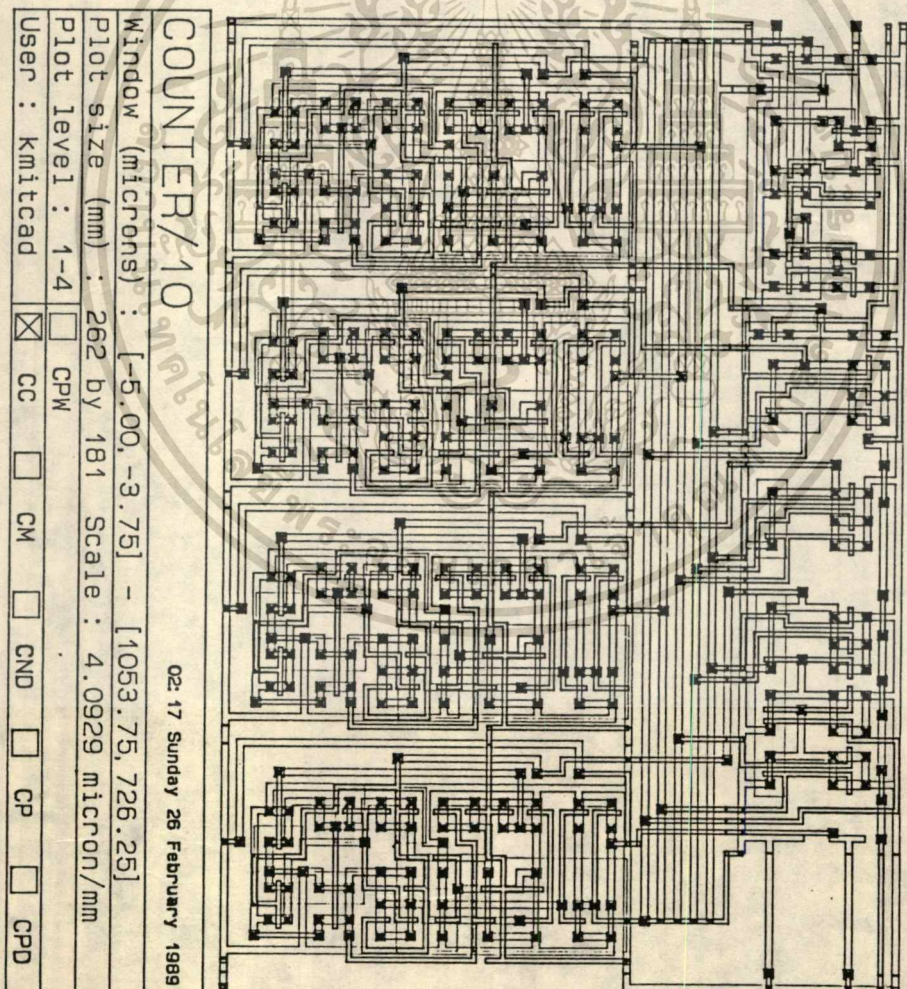 COUNTER/10
02: 17 Sunday 26 February 1989
Window (microns) : [-5.00, -3.75] - [1053.75, 726.25]
Plot size (mm) : 262 by 181 Scale : 4.0929 micron/mm
Plot level : 1-4 CPW
User : kmitcad CC CM CND CP CPD